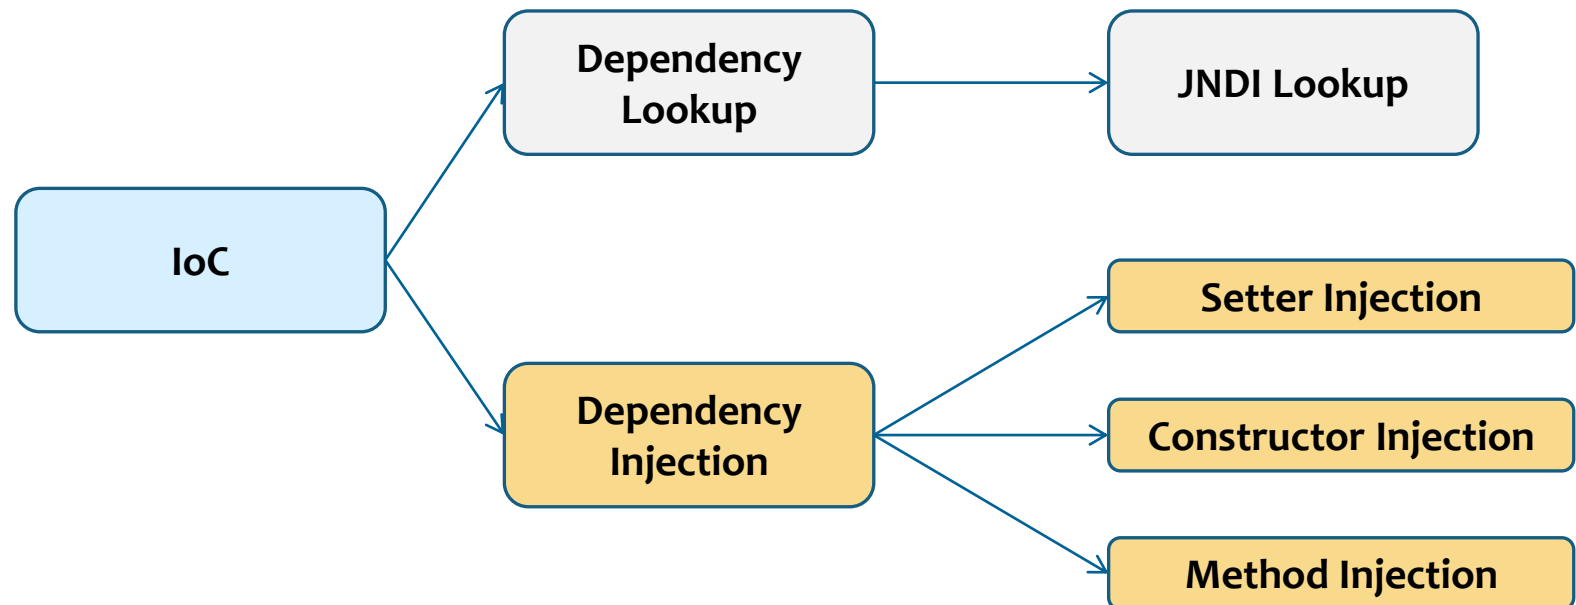 Dependency
Lookup
JNDI Lookup
IoC
Setter Injection
Dependency
Injection
Constructor Injection
Method Injection